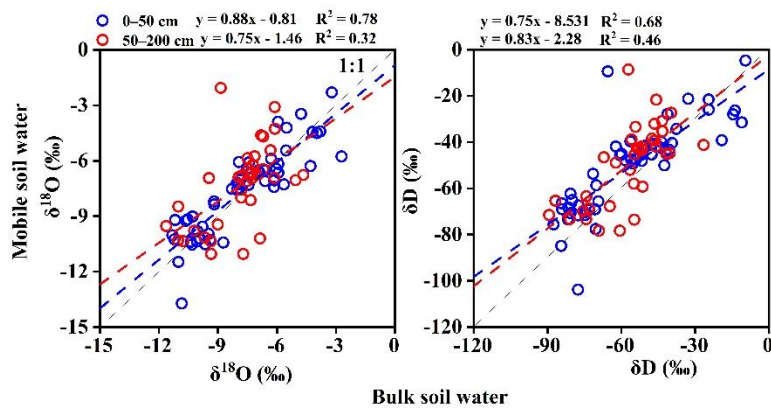 0–50 cm y = 0.88x - 0.81 R² = 0.78
50–200 cm y = 0.75x - 1.46 R² = 0.32
y = 0.75x - 8.531 R² = 0.68
y = 0.83x - 2.28 R² = 0.46
1:1
Mobile soil water
δ¹⁸O (‰)
0
-3
-6
-9
-12
-15
-15 -12 -9 -6 -3 0
δ¹⁸O (‰)
δD (‰)
0
-20
-40
-60
-80
-100
-120
-120 -90 -60 -30 0
δD (‰)
Bulk soil water